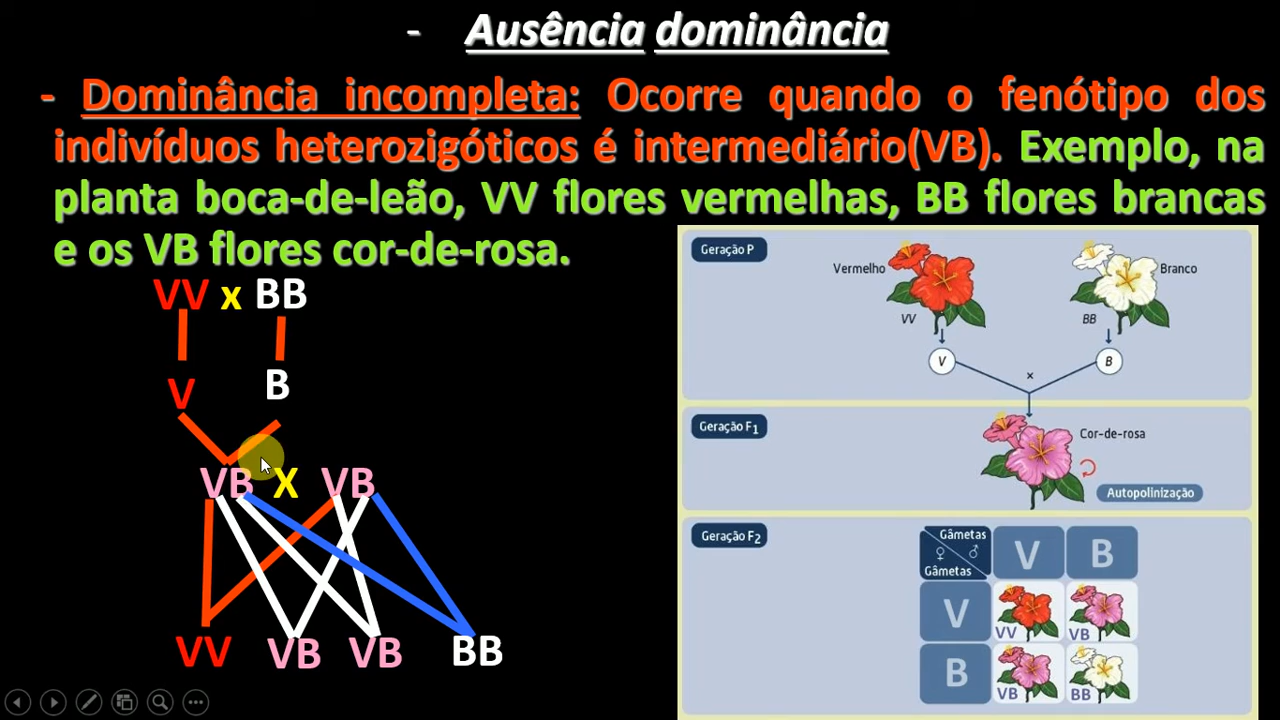 - Ausência dominância
- Dominância incompleta: Ocorre quando o fenótipo dos
indivíduos heterozigóticos é intermediário(VB). Exemplo, na
planta boca-de-leão, VV flores vermelhas, BB flores brancas
e os VB flores cor-de-rosa.
VV x BB
V B
VB X VB
VV VB VB BB
Geração P
Vermelho Branco
VV BB
V B
×
Geração F1
Cor-de-rosa
Autopolinização
Geração F2
Gâmetas ♀ ♂ Gâmetas
V B
V
VV VB
B
VB BB